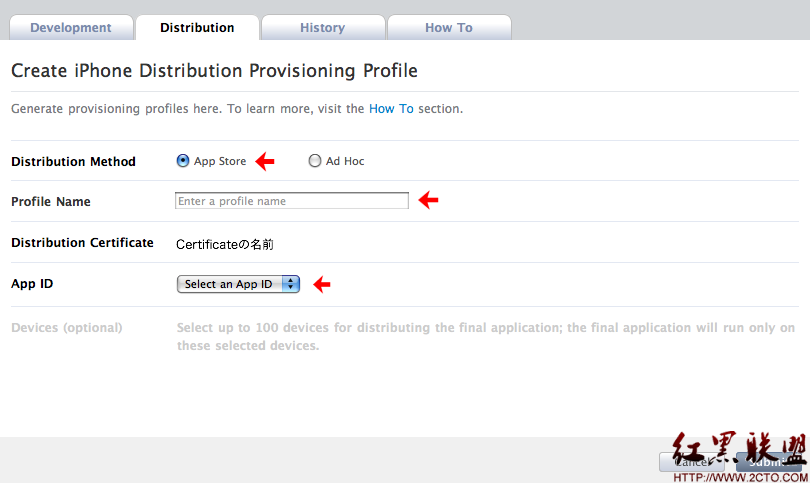 Development Distribution History How To
Create iPhone Distribution Provisioning Profile
Generate provisioning profiles here. To learn more, visit the How To section.
Distribution Method App Store Ad Hoc
Profile Name Enter a profile name
Distribution Certificate Certificateの名前
App ID Select an App ID
Devices (optional) Select up to 100 devices for distributing the final application; the final application will run only on
these selected devices.
红黑联盟
Cancel Submit
HTTP://WWW.2CTO.COM